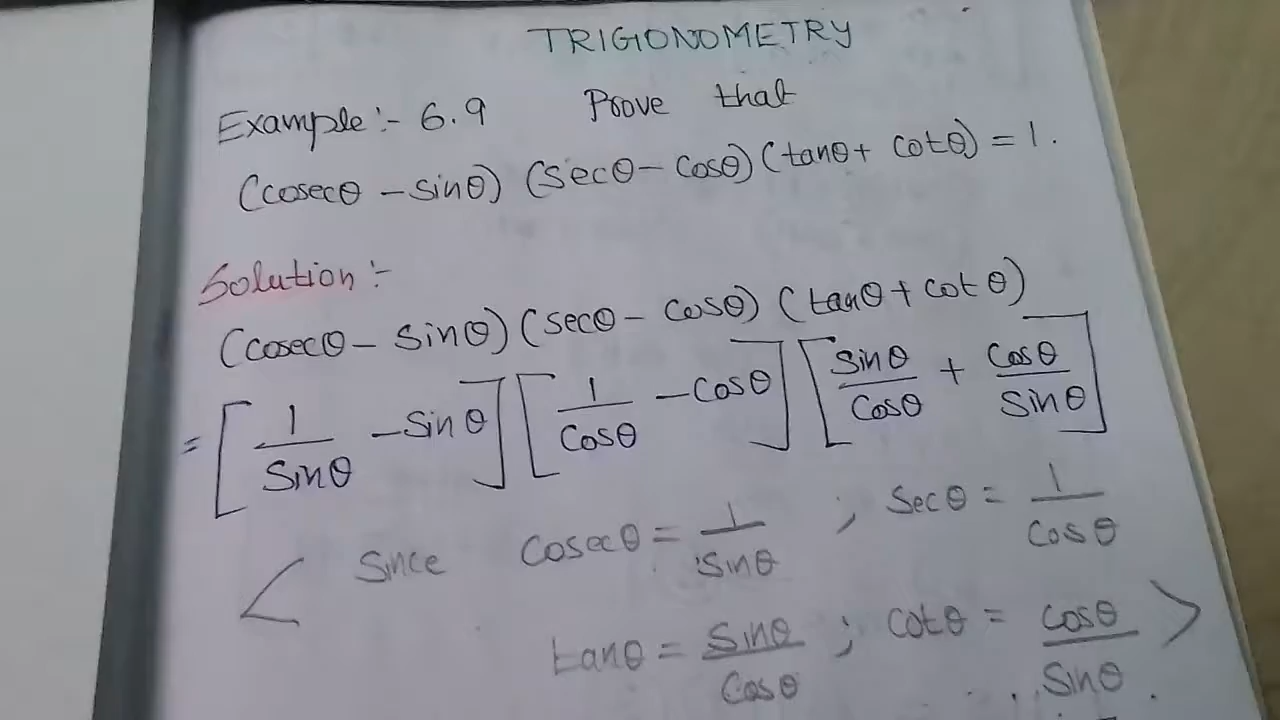 TRIGONOMETRY
Example:- 6.9 Prove that
(cosecθ - sinθ) (secθ - cosθ) (tanθ + cotθ) = 1.
Solution:-
(cosecθ - sinθ) (secθ - cosθ) (tanθ + cotθ)
= [1/sinθ - sinθ] [1/cosθ - cosθ] [sinθ/cosθ + cosθ/sinθ]
< Since cosecθ = 1/sinθ ; secθ = 1/cosθ
tanθ = sinθ/cosθ ; cotθ = cosθ/sinθ >